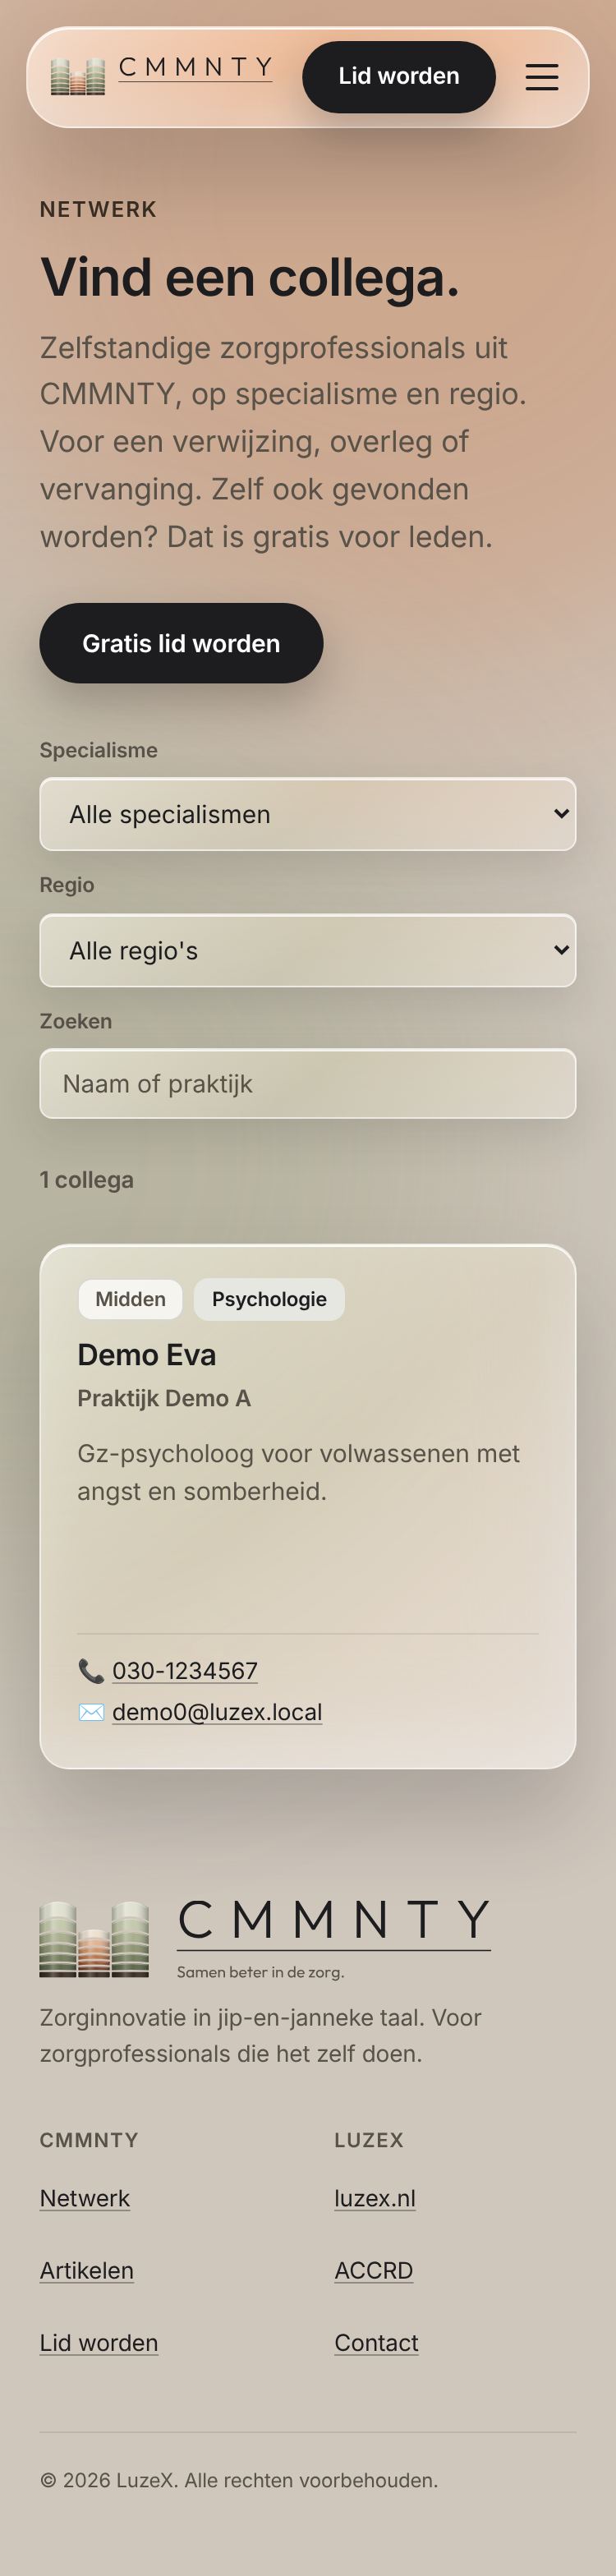 CMMNTY
Lid worden
NETWERK
Vind een collega.
Zelfstandige zorgprofessionals uit
CMMNTY, op specialisme en regio.
Voor een verwijzing, overleg of
vervanging. Zelf ook gevonden
worden? Dat is gratis voor leden.
Gratis lid worden
Specialisme
Alle specialismen
Regio
Alle regio's
Zoeken
Naam of praktijk
1 collega
Midden
Psychologie
Demo Eva
Praktijk Demo A
Gz-psycholoog voor volwassenen met
angst en somberheid.
📞 030-1234567
✉️ demo0@luzex.local
CMMNTY
Samen beter in de zorg.
Zorginnovatie in jip-en-janneke taal. Voor
zorgprofessionals die het zelf doen.
CMMNTY
Netwerk
Artikelen
Lid worden
LUZEX
luzex.nl
ACCRD
Contact
© 2026 LuzeX. Alle rechten voorbehouden.